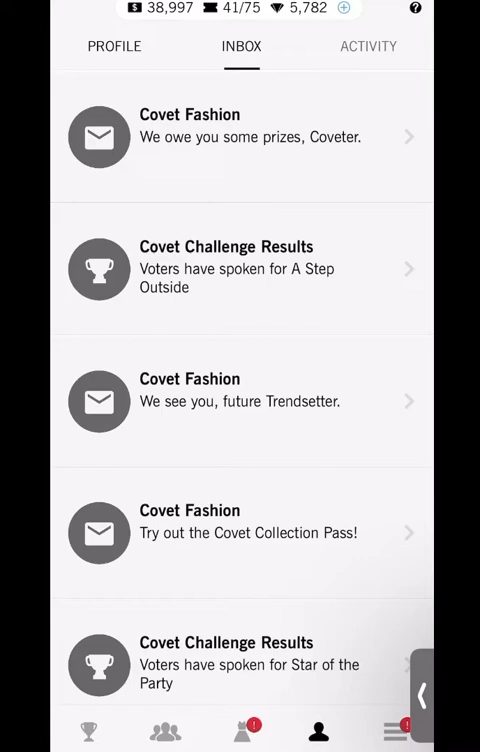 $ 38,997 41/75 5,782 ?
PROFILE INBOX ACTIVITY
Covet Fashion
We owe you some prizes, Coveter.
Covet Challenge Results
Voters have spoken for A Step
Outside
Covet Fashion
We see you, future Trendsetter.
Covet Fashion
Try out the Covet Collection Pass!
Covet Challenge Results
Voters have spoken for Star of the
Party
! !